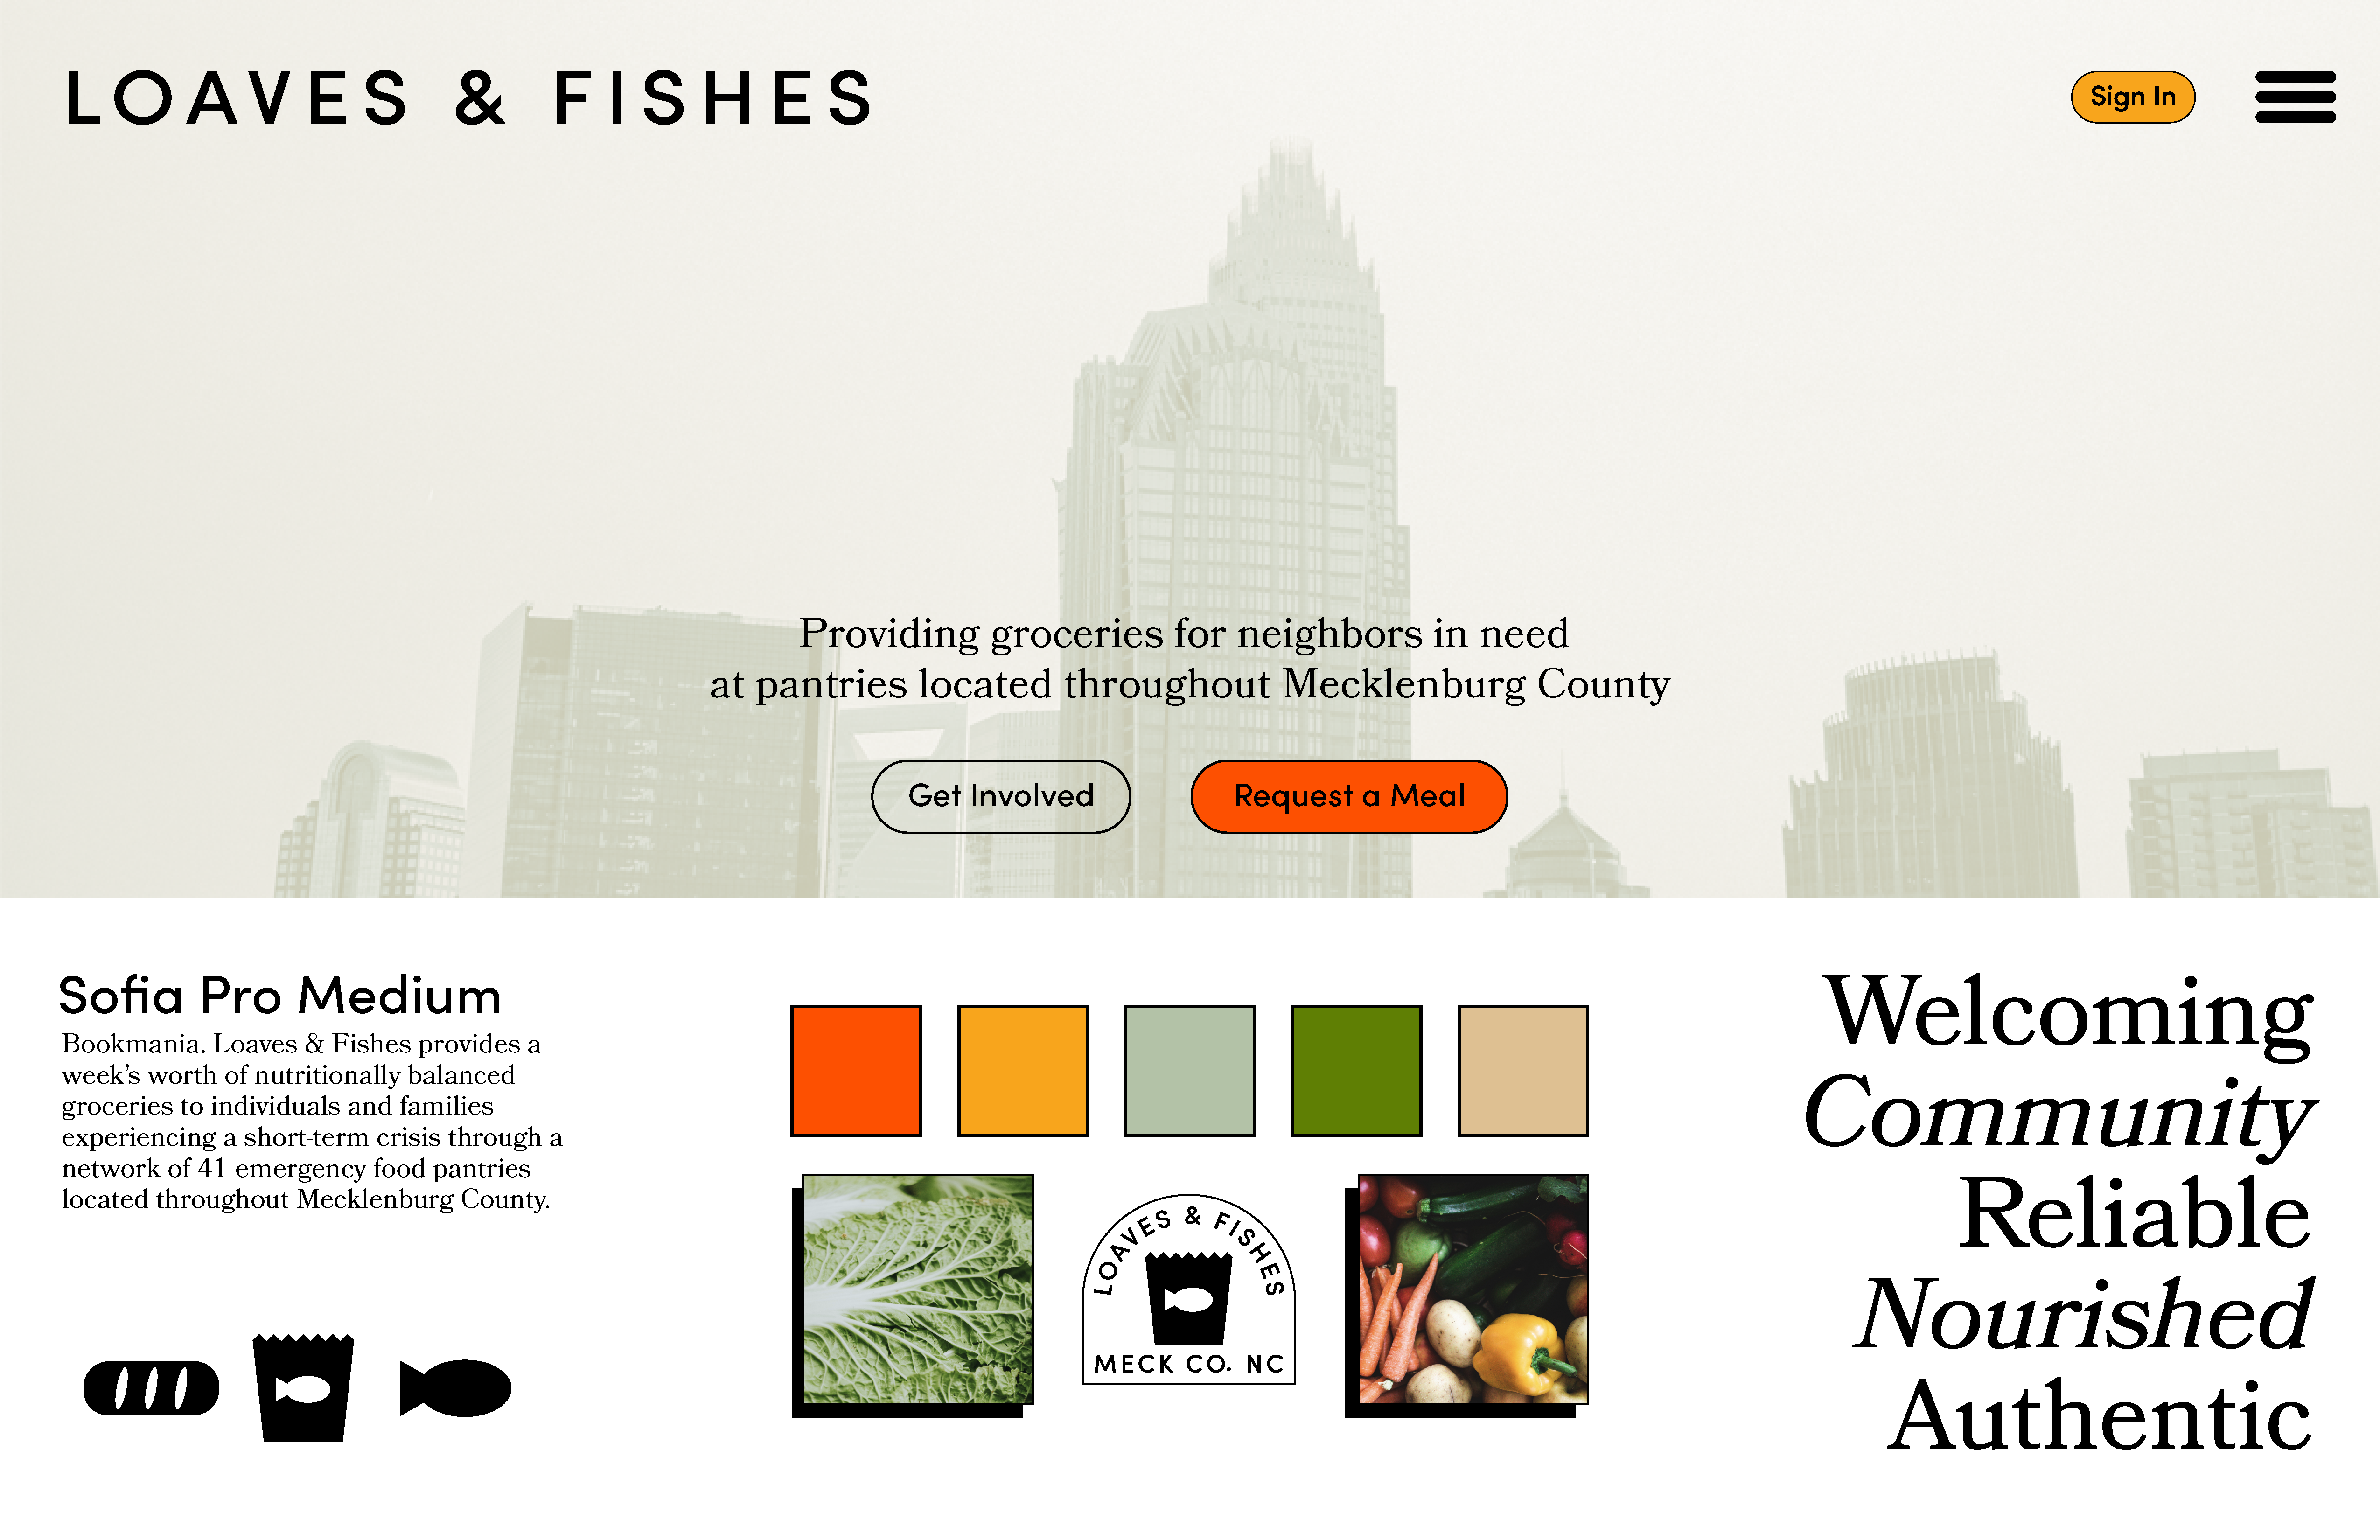 LOAVES & FISHES
Sign In
Providing groceries for neighbors in need
at pantries located throughout Mecklenburg County
Get Involved
Request a Meal
Sofia Pro Medium
Bookmania. Loaves & Fishes provides a
week’s worth of nutritionally balanced
groceries to individuals and families
experiencing a short-term crisis through a
network of 41 emergency food pantries
located throughout Mecklenburg County.
LOAVES & FISHES
MECK CO. NC
Welcoming
Community
Reliable
Nourished
Authentic